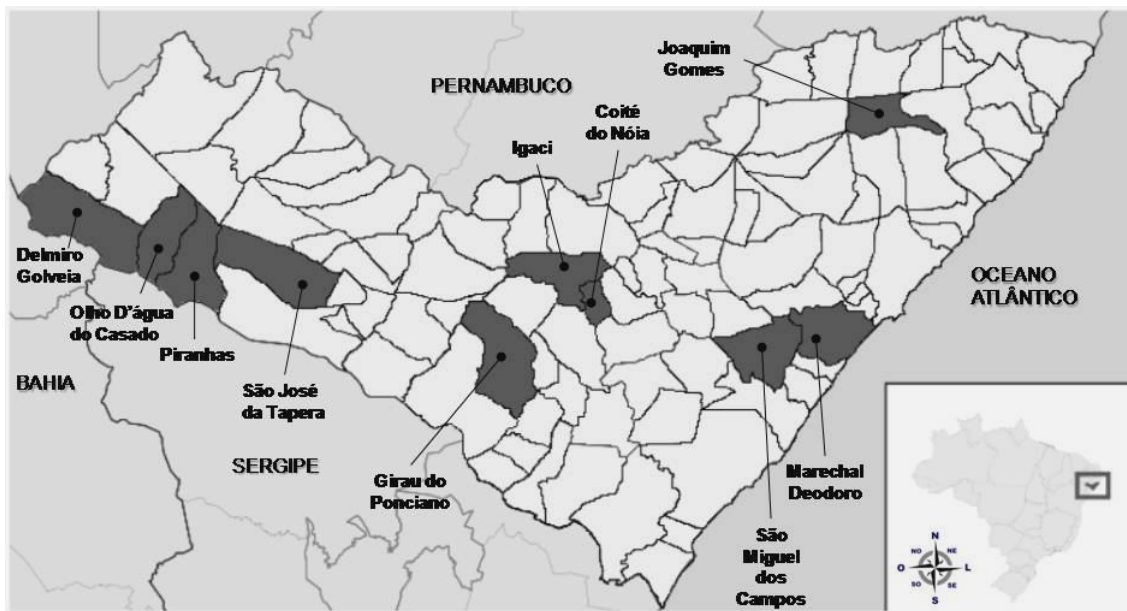 Joaquim
Gomes
PERNAMBUCO
Coité
do Nóia
Igaci
Delmiro
Golveia
OCEANO
ATLÂNTICO
Olho D'água
do Casado
Piranhas
BAHIA
São José
da Tapera
SERGIPE
Girau do
Ponciano
Marechal
Deodoro
São
Miguel
dos
Campos
N
NO
NE
O
L
SO
SE
S